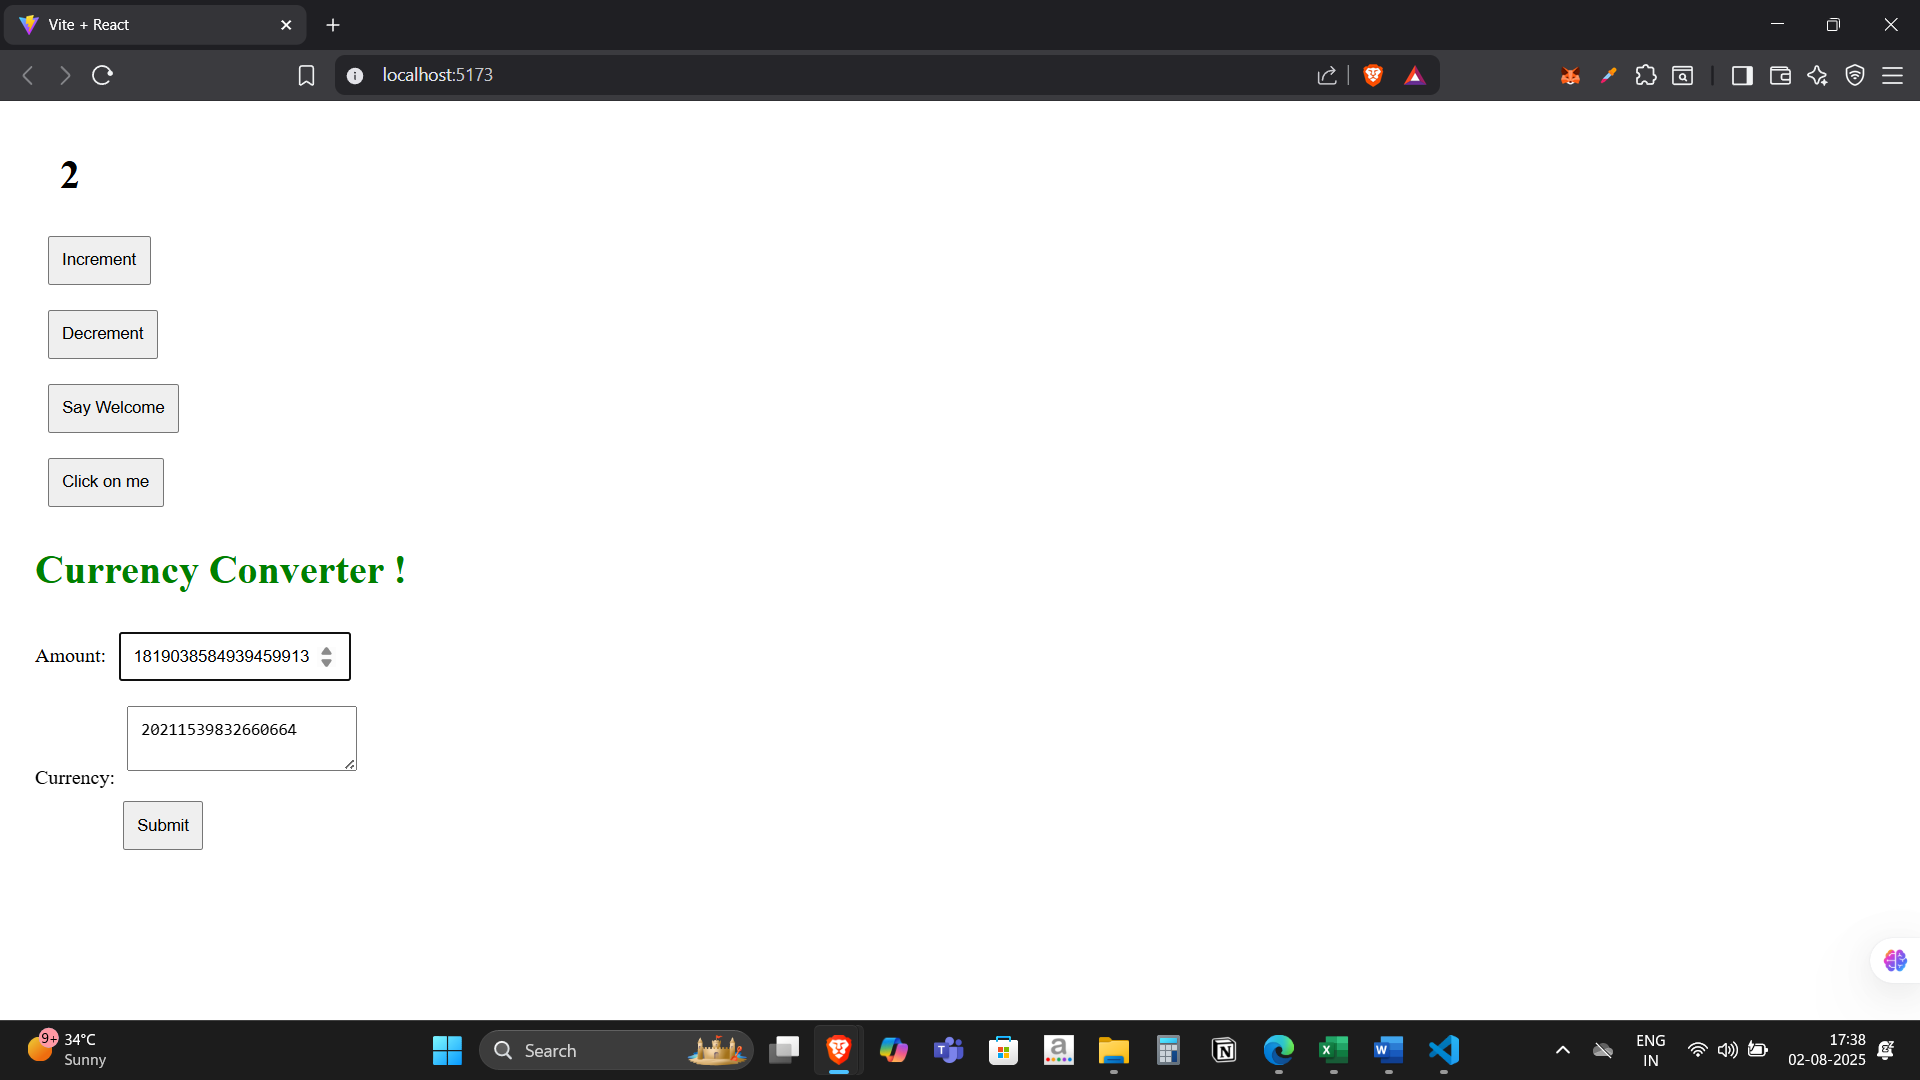 Vite + React
localhost:5173
2
Increment
Decrement
Say Welcome
Click on me
Currency Converter !
Amount: 1819038584939459913
20211539832660664
Currency:
Submit
9+
34°C
Sunny
Search
ENG
IN
17:38
02-08-2025